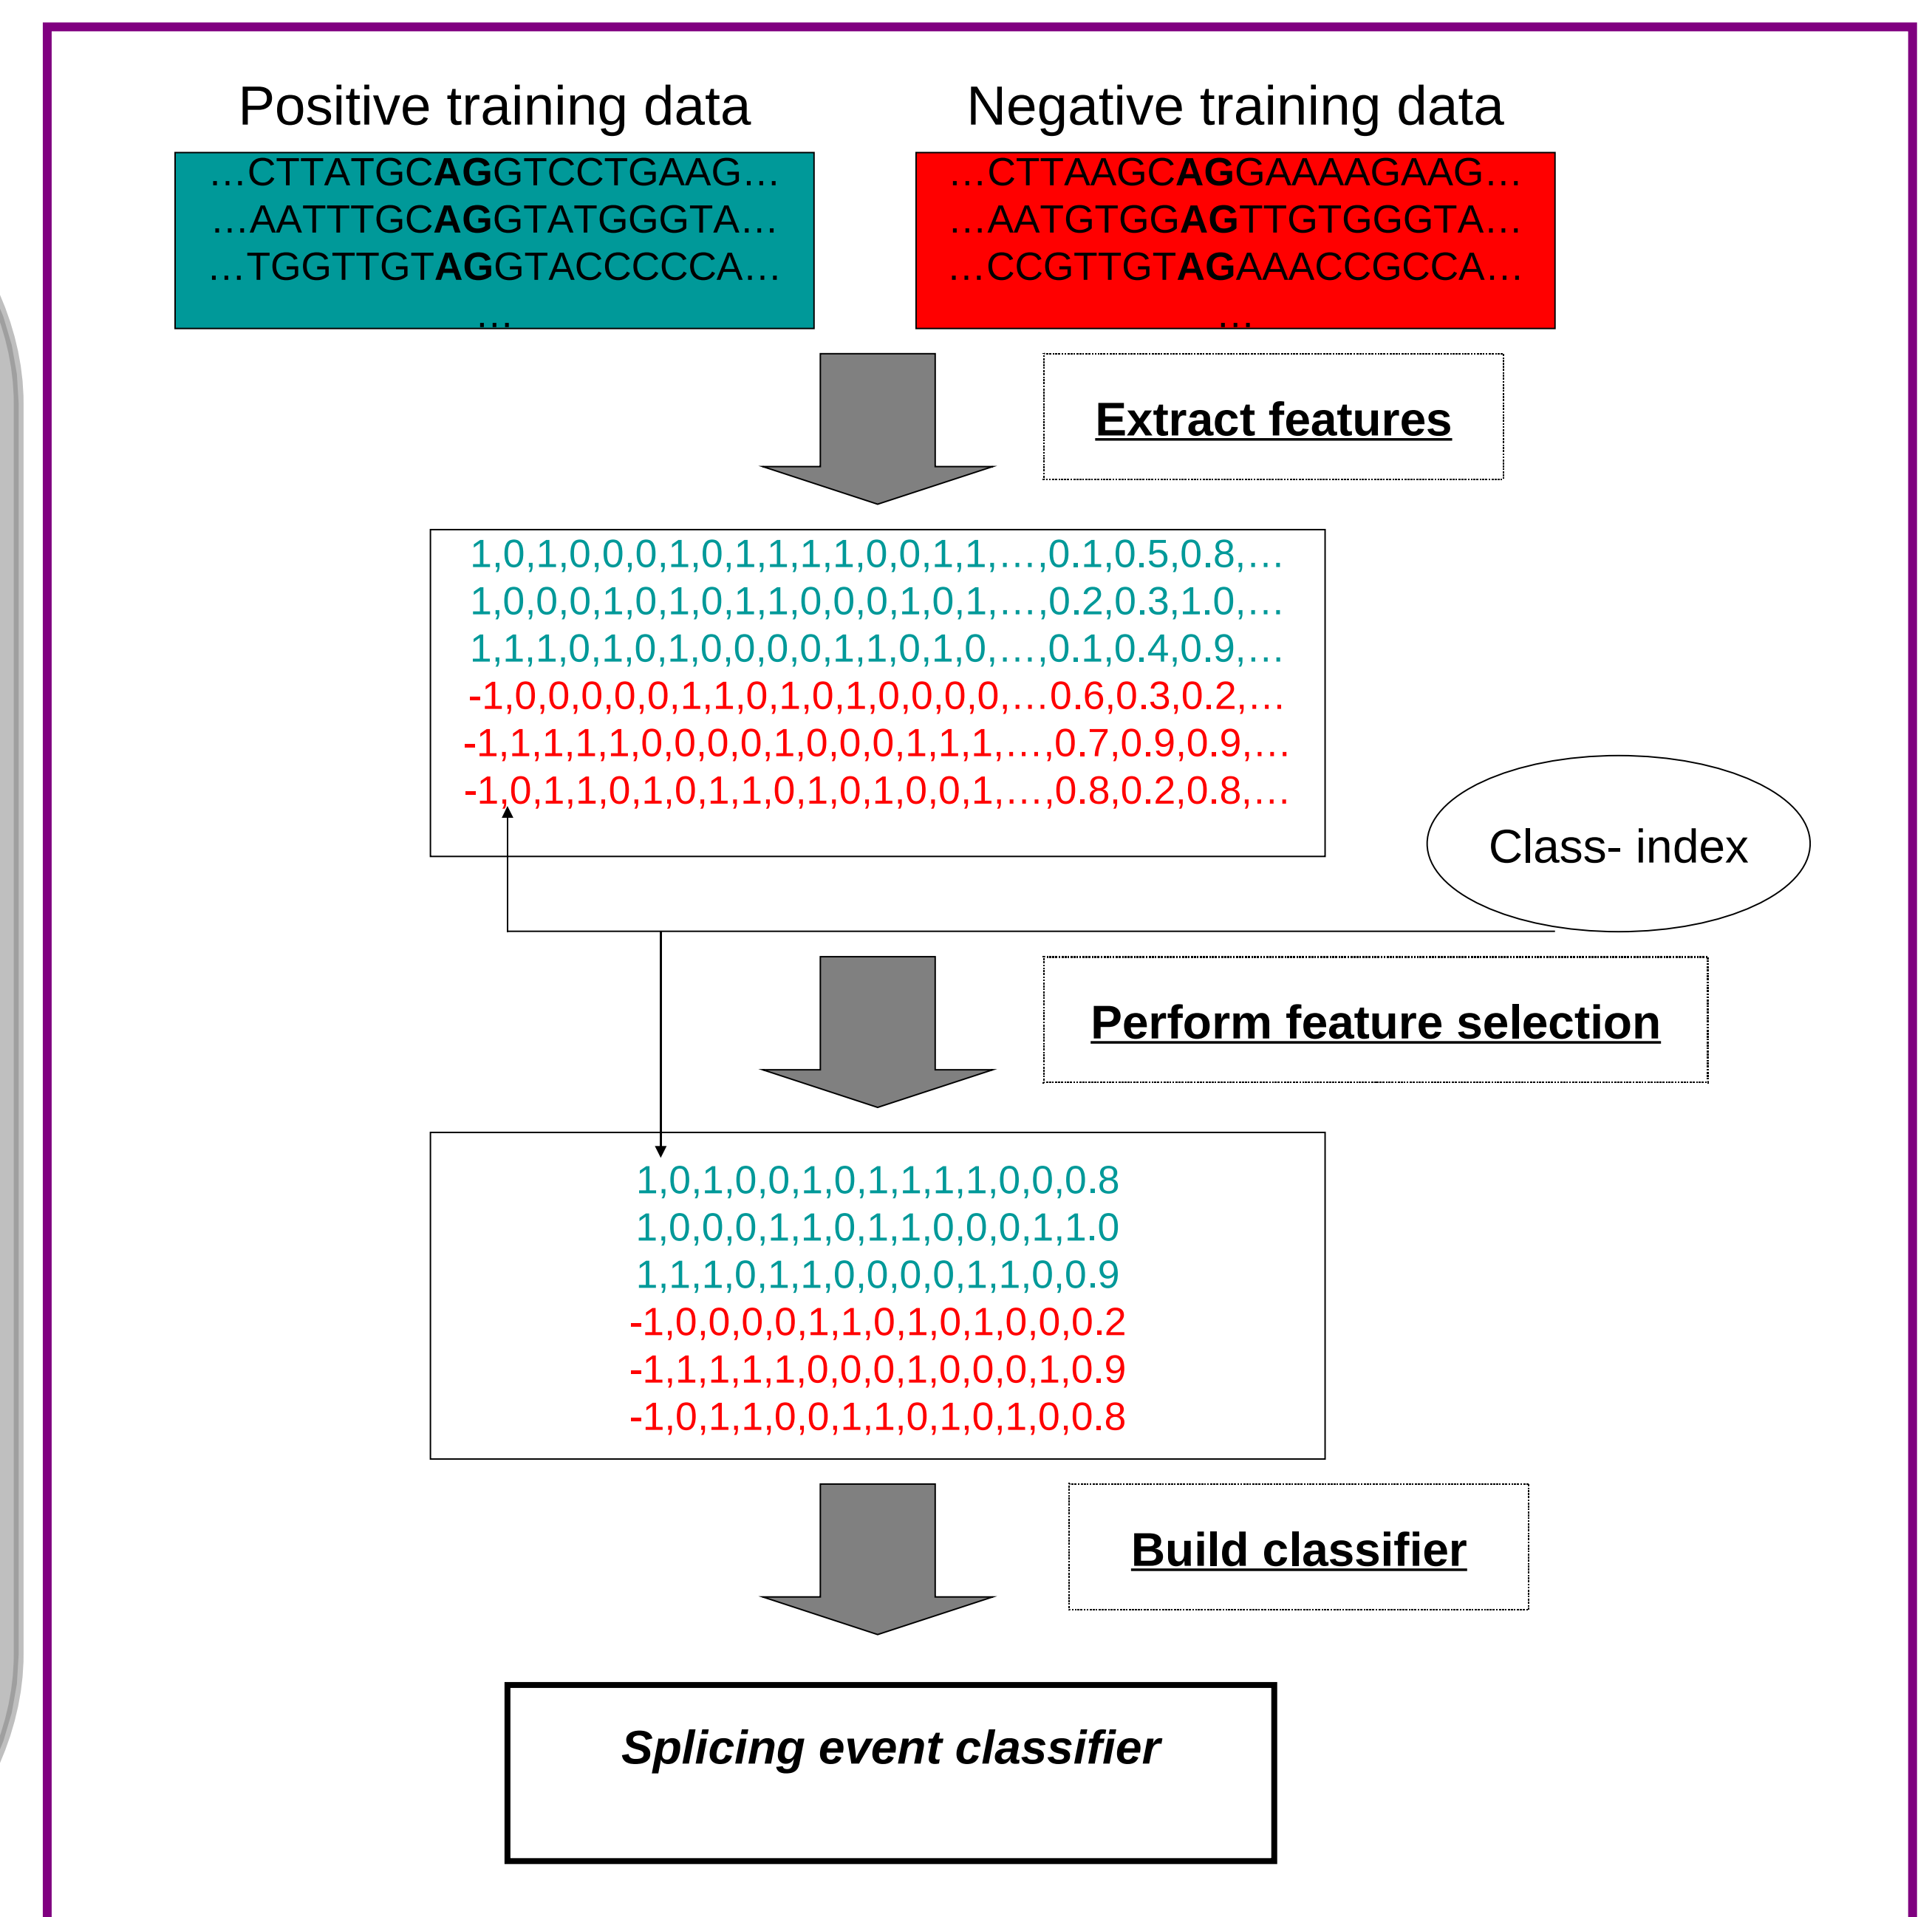 Positive training data
Negative training data
…CTTATGCAGGTCCTGAAG…
…AATTTGCAGGTATGGGTA…
…TGGTTGTAGGTACCCCCA…
…
…CTTAAGCAGGAAAAGAAG…
…AATGTGGAGTTGTGGGTA…
…CCGTTGTAGAAACCGCCA…
…
Extract features
1,0,1,0,0,0,1,0,1,1,1,1,0,0,1,1,…,0.1,0.5,0.8,…
1,0,0,0,1,0,1,0,1,1,0,0,0,1,0,1,…,0.2,0.3,1.0,…
1,1,1,0,1,0,1,0,0,0,0,1,1,0,1,0,…,0.1,0.4,0.9,…
-1,0,0,0,0,0,1,1,0,1,0,1,0,0,0,0,…0.6,0.3,0.2,…
-1,1,1,1,1,0,0,0,0,1,0,0,0,1,1,1,…,0.7,0.9,0.9,…
-1,0,1,1,0,1,0,1,1,0,1,0,1,0,0,1,…,0.8,0.2,0.8,…
Class- index
Perform feature selection
1,0,1,0,0,1,0,1,1,1,1,0,0,0.8
1,0,0,0,1,1,0,1,1,0,0,0,1,1.0
1,1,1,0,1,1,0,0,0,0,1,1,0,0.9
-1,0,0,0,0,1,1,0,1,0,1,0,0,0.2
-1,1,1,1,1,0,0,0,1,0,0,0,1,0.9
-1,0,1,1,0,0,1,1,0,1,0,1,0,0.8
Build classifier
Splicing event classifier